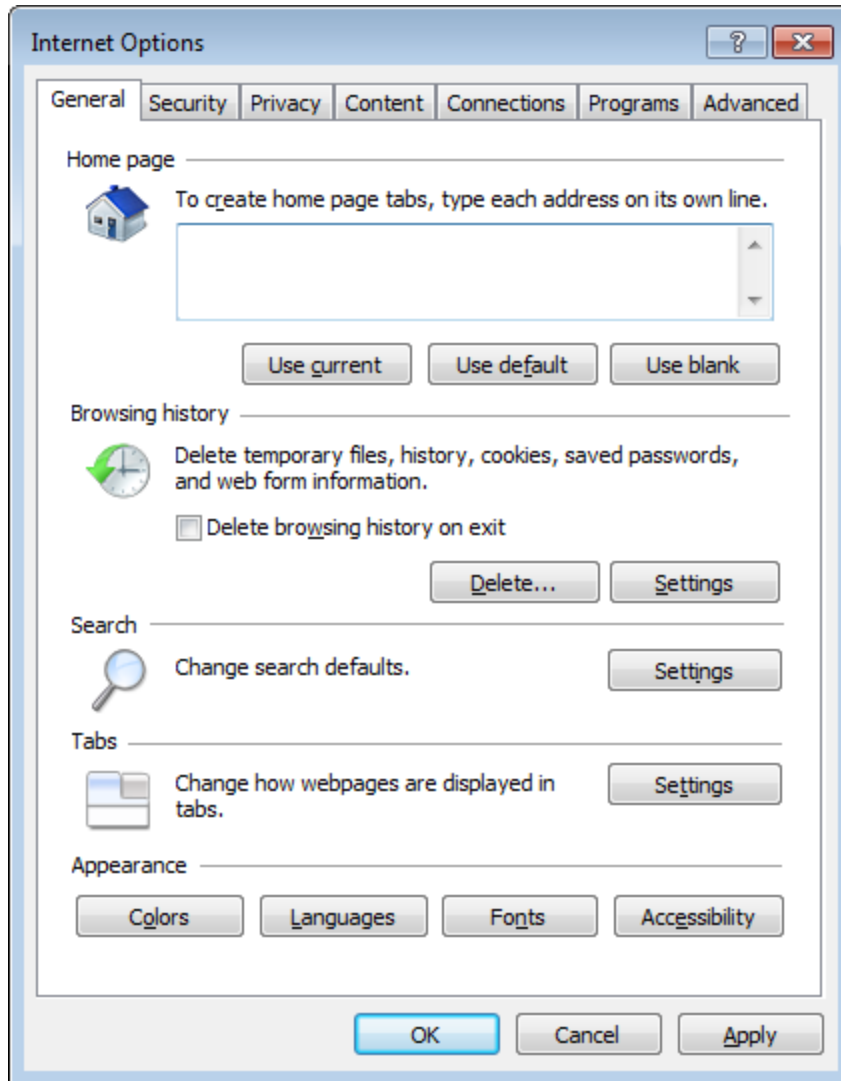 Internet Options
General Security Privacy Content Connections Programs Advanced
Home page
To create home page tabs, type each address on its own line.
Use current Use default Use blank
Browsing history
Delete temporary files, history, cookies, saved passwords,
and web form information.
Delete browsing history on exit
Delete... Settings
Search
Change search defaults. Settings
Tabs
Change how webpages are displayed in Settings
tabs.
Appearance
Colors Languages Fonts Accessibility
OK Cancel Apply